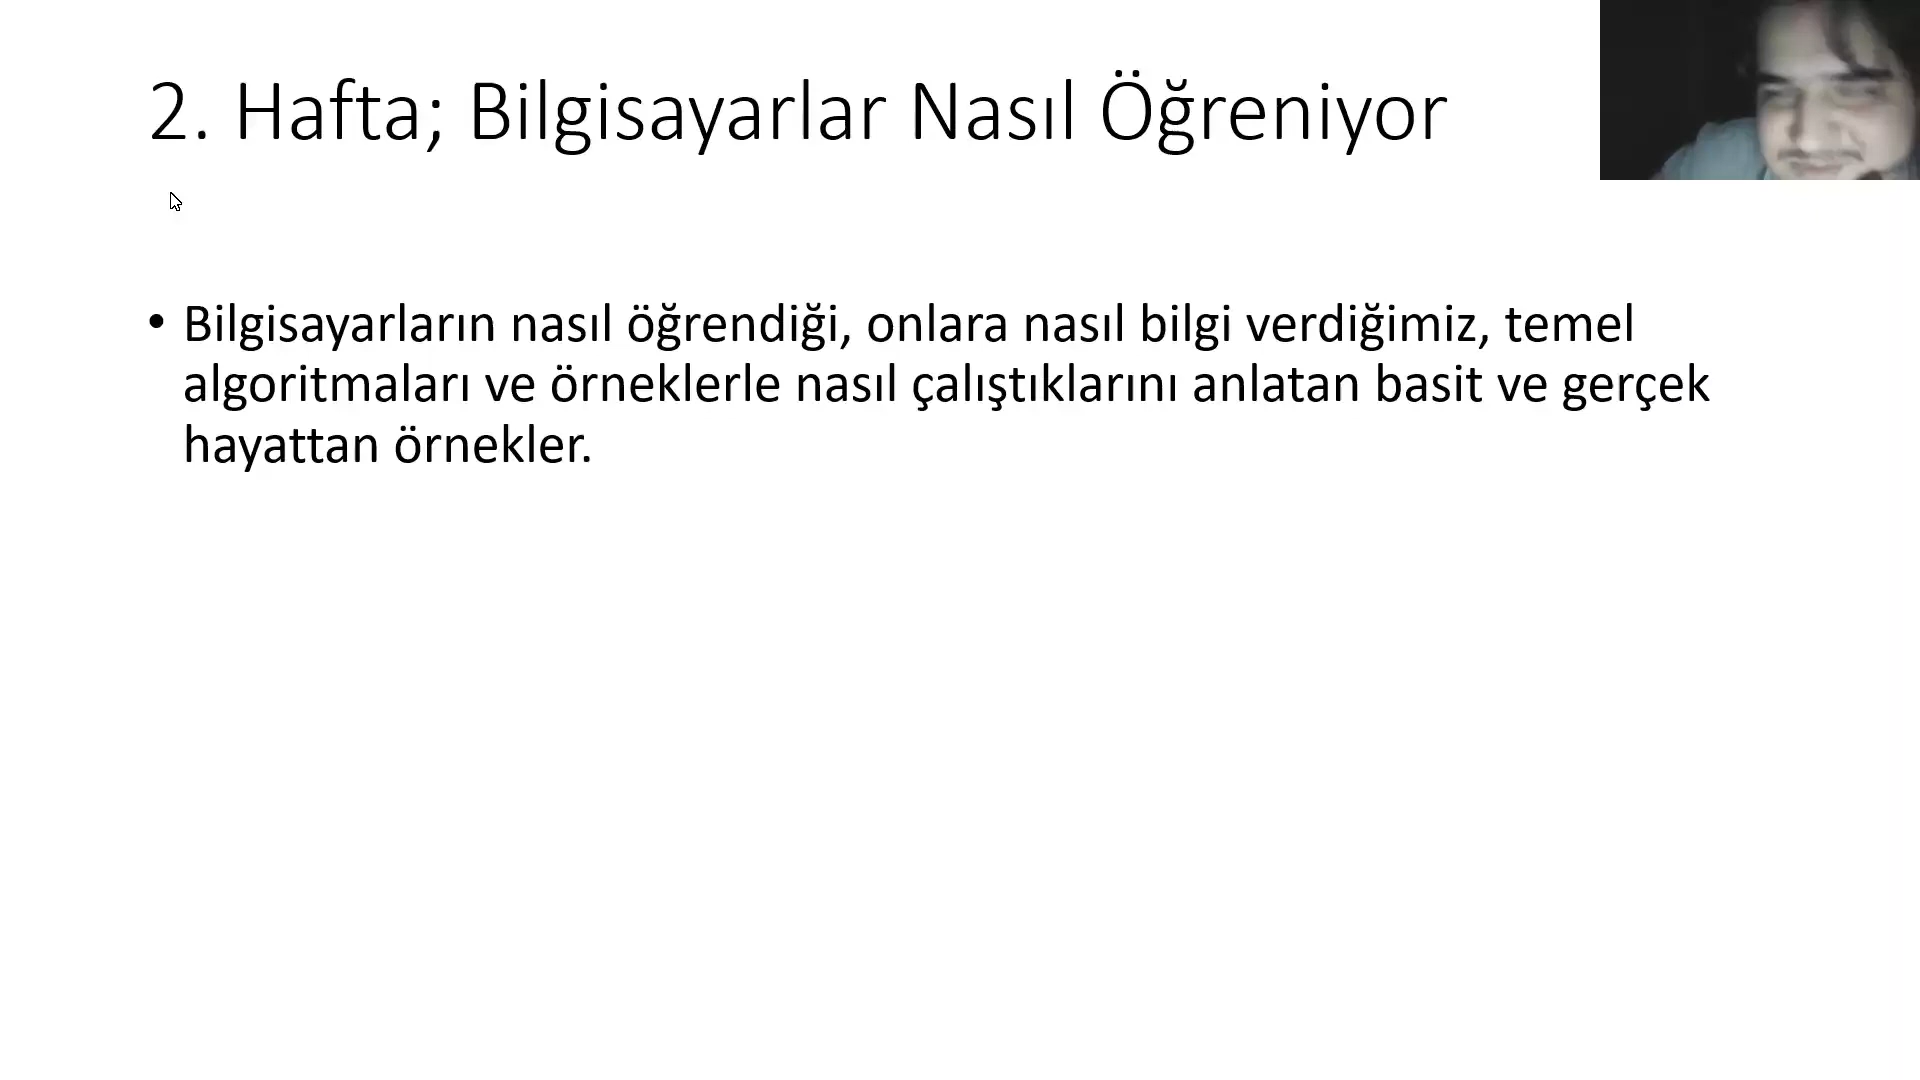 2. Hafta; Bilgisayarlar Nasıl Öğreniyor
• Bilgisayarların nasıl öğrendiği, onlara nasıl bilgi verdiğimiz, temel
algoritmaları ve örneklerle nasıl çalıştıklarını anlatan basit ve gerçek
hayattan örnekler.